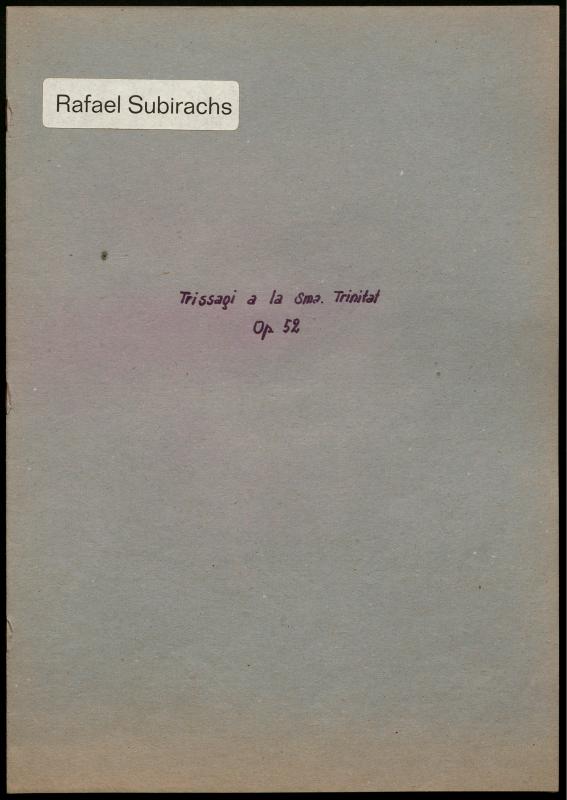 Rafael Subirachs
Trissagi a la Sma. Trinitat
Op. 52